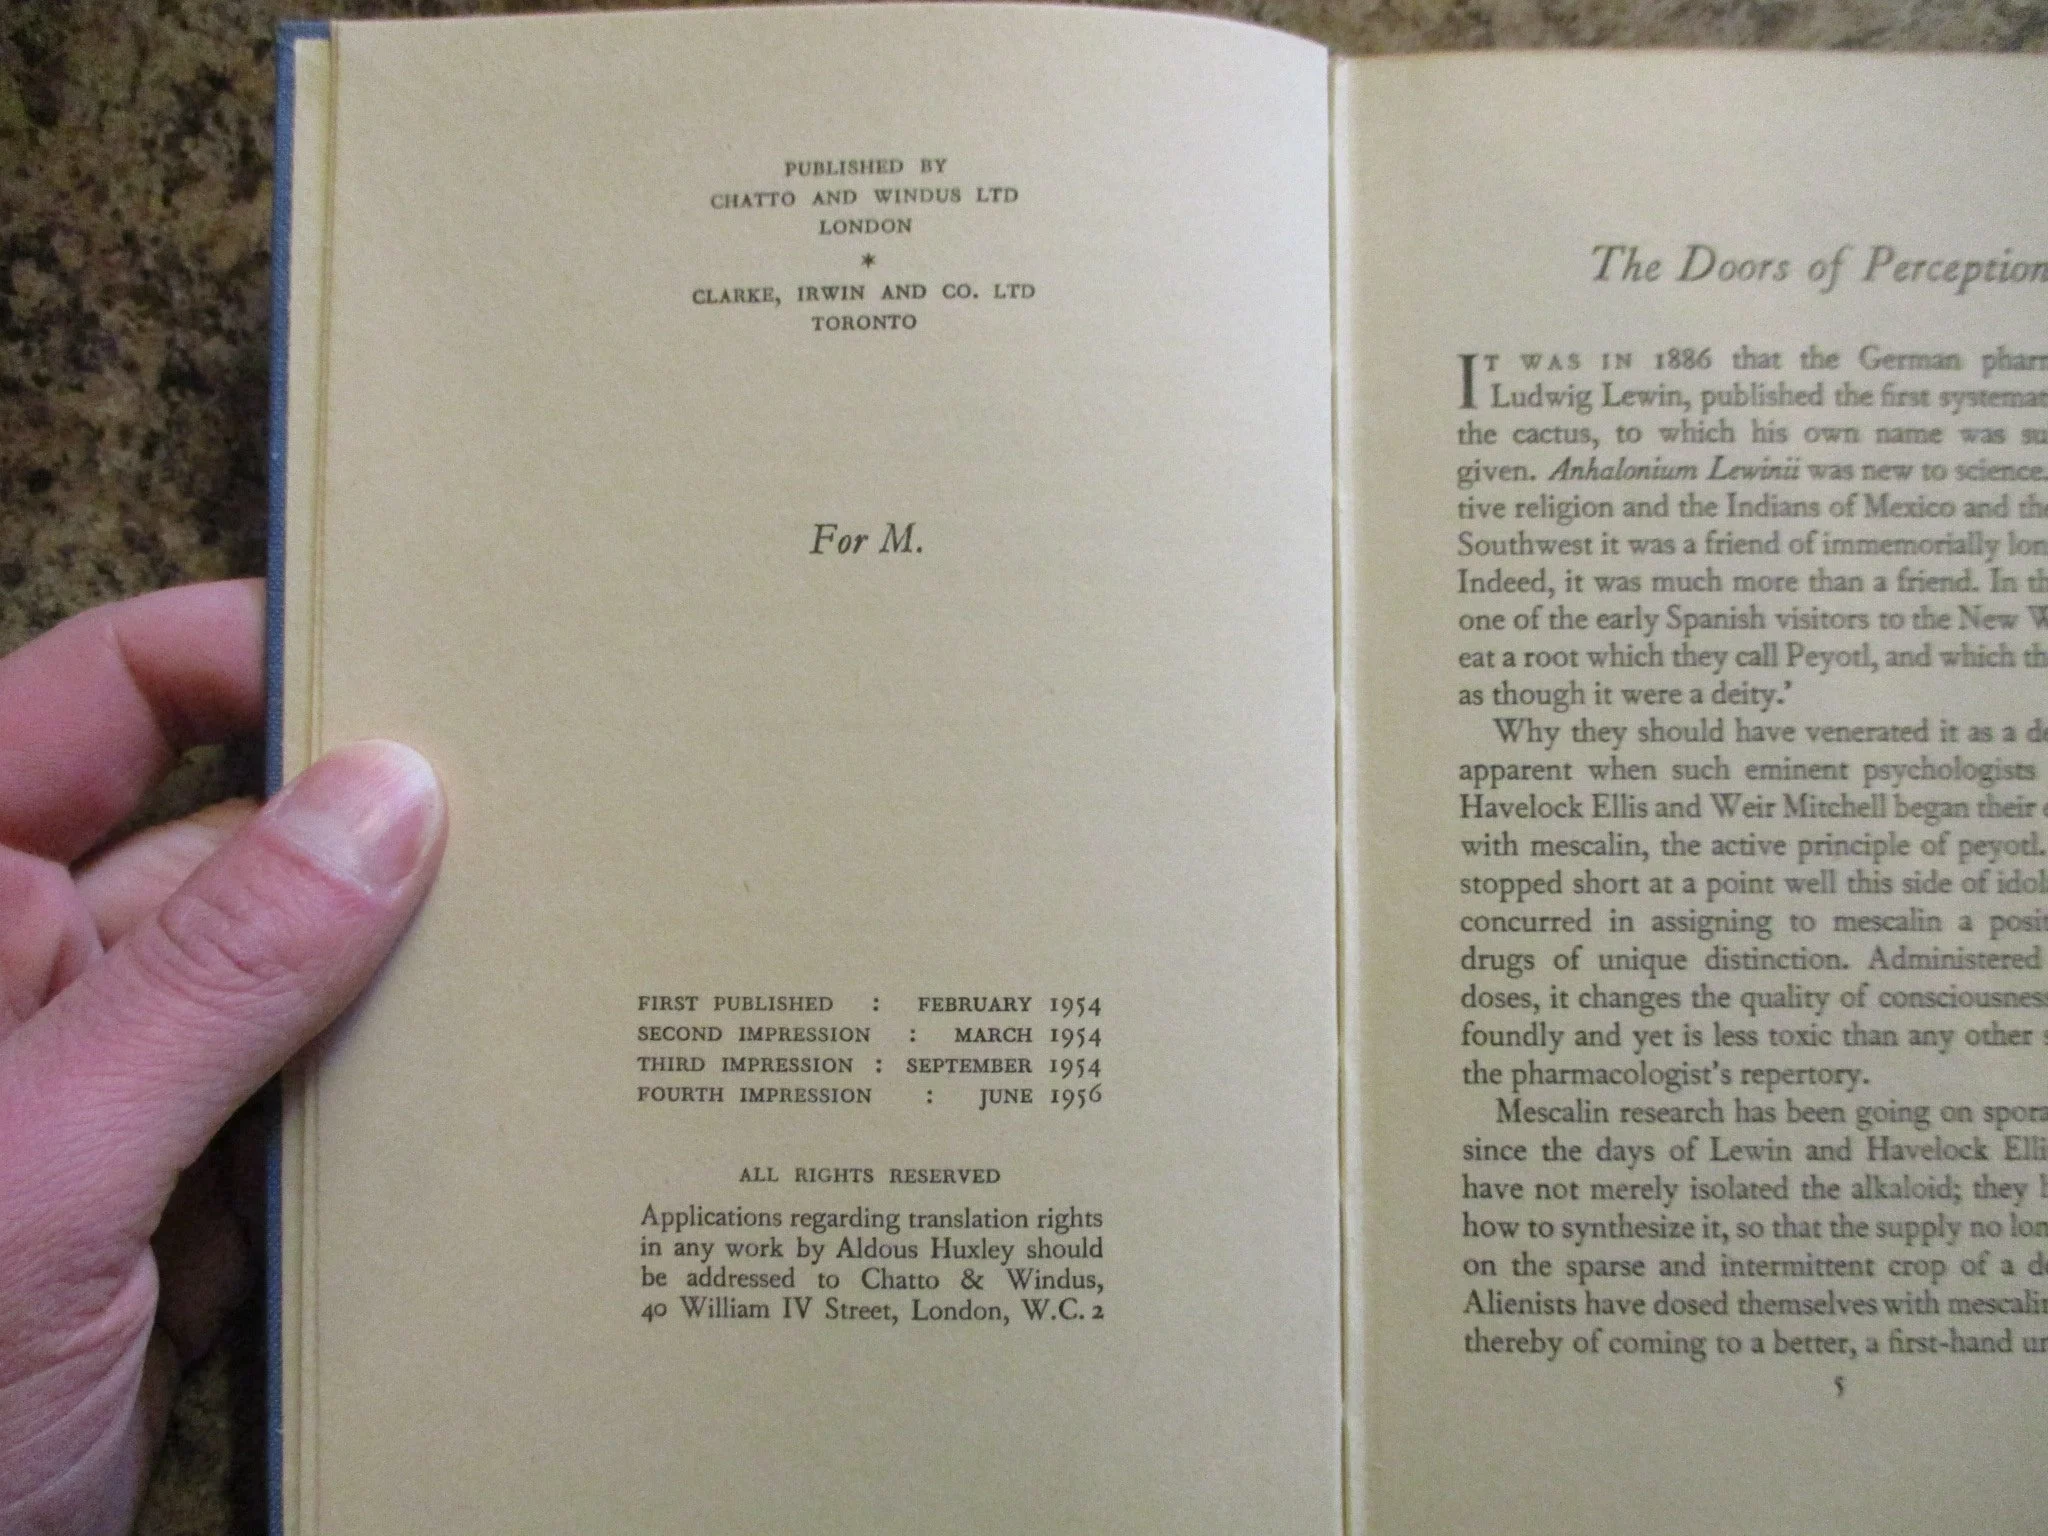 PUBLISHED BY
CHATTO AND WINDUS LTD
LONDON
*
CLARKE, IRWIN AND CO. LTD
TORONTO
For M.
FIRST PUBLISHED : FEBRUARY 1954
SECOND IMPRESSION : MARCH 1954
THIRD IMPRESSION : SEPTEMBER 1954
FOURTH IMPRESSION : JUNE 1956
ALL RIGHTS RESERVED
Applications regarding translation rights
in any work by Aldous Huxley should
be addressed to Chatto & Windus,
40 William IV Street, London, W.C. 2
The Doors of Perception
IT WAS IN 1886 that the German
Ludwig Lewin, published the first
the cactus, to which his own name was
given. Anhalonium Lewinii was new to science.
tive religion and the Indians of Mexico and
Southwest it was a friend of immemorially
Indeed, it was much more than a friend. In
one of the early Spanish visitors to the New
eat a root which they call Peyotl, and which
as though it were a deity.’
Why they should have venerated it as a
apparent when such eminent psychologists
Havelock Ellis and Weir Mitchell began their
with mescalin, the active principle of peyotl.
stopped short at a point well this side of
concurred in assigning to mescalin a
drugs of unique distinction. Administered
doses, it changes the quality of consciousness
foundly and yet is less toxic than any other
the pharmacologist’s repertory.
Mescalin research has been going on
since the days of Lewin and Havelock
have not merely isolated the alkaloid; they
how to synthesize it, so that the supply no
on the sparse and intermittent crop of a
Alienists have dosed themselves with
thereby of coming to a better, a first-hand
5